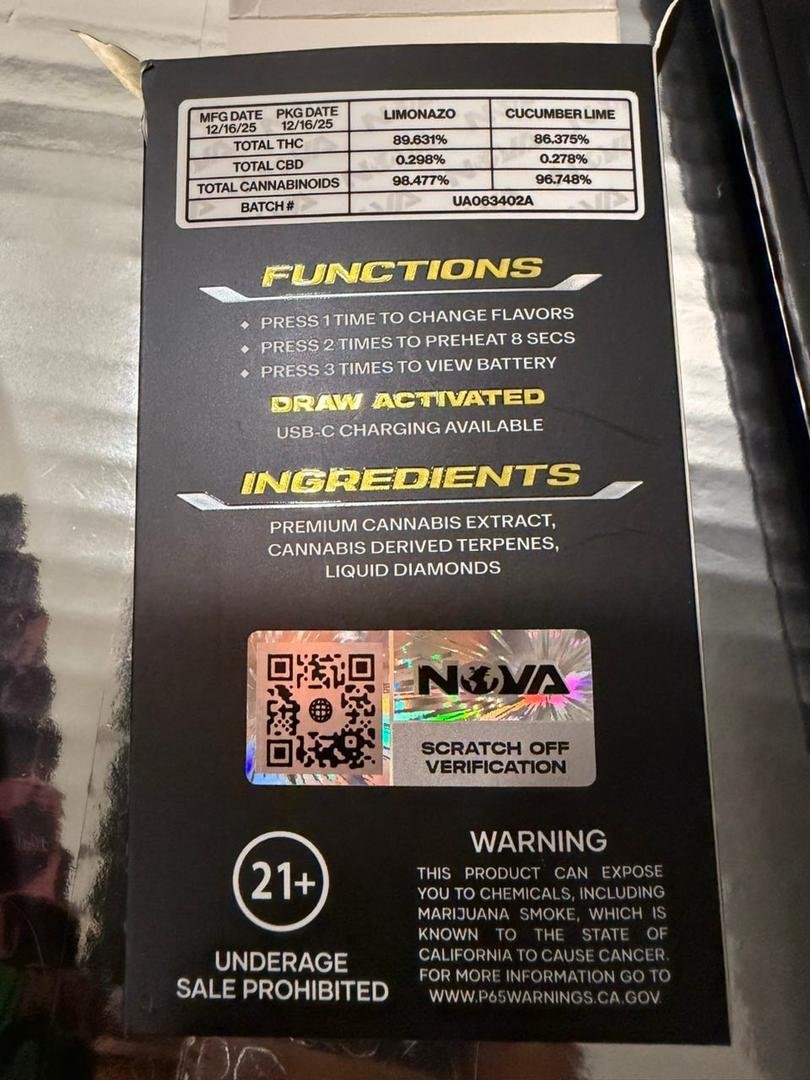 MFG DATE PKG DATE LIMONAZO CUCUMBER LIME
12/16/25 12/16/25
TOTAL THC 89.631% 86.375%
TOTAL CBD 0.298% 0.278%
TOTAL CANNABINOIDS 98.477% 96.748%
BATCH # UA063402A
FUNCTIONS
PRESS 1 TIME TO CHANGE FLAVORS
PRESS 2 TIMES TO PREHEAT 8 SECS
PRESS 3 TIMES TO VIEW BATTERY
DRAW ACTIVATED
USB-C CHARGING AVAILABLE
INGREDIENTS
PREMIUM CANNABIS EXTRACT,
CANNABIS DERIVED TERPENES,
LIQUID DIAMONDS
NOVA
SCRATCH OFF
VERIFICATION
21+
UNDERAGE
SALE PROHIBITED
WARNING
THIS PRODUCT CAN EXPOSE
YOU TO CHEMICALS, INCLUDING
MARIJUANA SMOKE, WHICH IS
KNOWN TO THE STATE OF
CALIFORNIA TO CAUSE CANCER.
FOR MORE INFORMATION GO TO
WWW.P65WARNINGS.CA.GOV